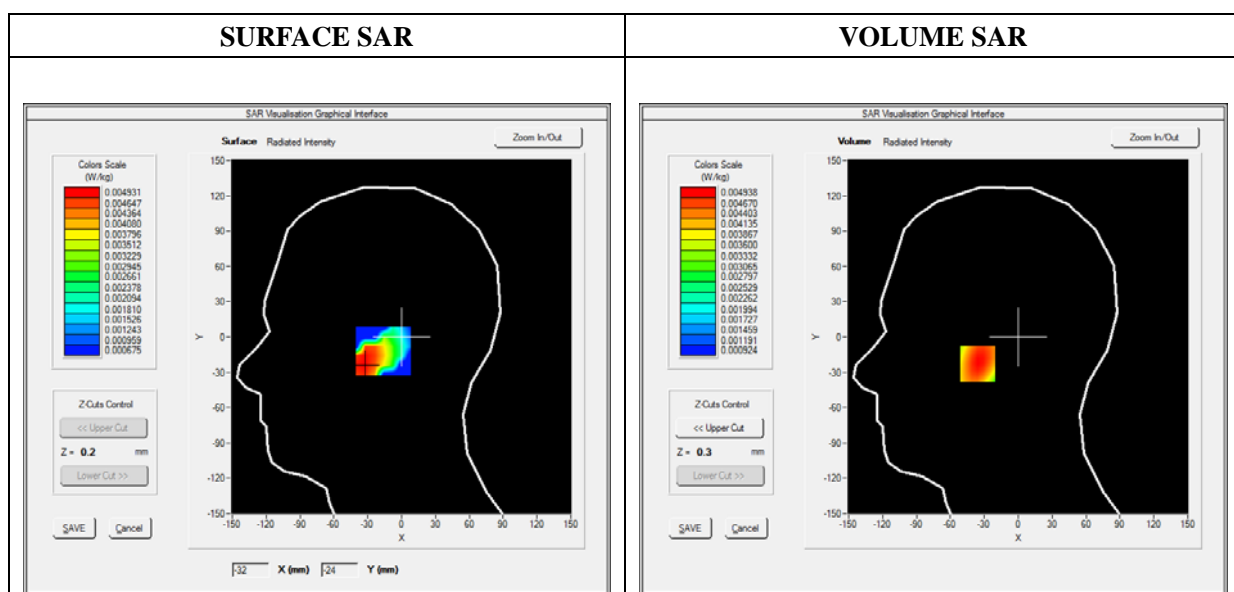 SURFACE SAR
VOLUME SAR
SAR Visualisation Graphical Interface
Surface Radiated Intensity
Zoom In/Out
Colors Scale
(W/kg)
0.004931
0.004647
0.004364
0.004080
0.003796
0.003512
0.003229
0.002945
0.002661
0.002378
0.002094
0.001810
0.001526
0.001243
0.000959
0.000675
Z-Cuts Control
<< Upper Cut
Z = 0.2 mm
Lower Cut >>
SAVE Cancel
150
120
90
60
30
0
-30
-60
-90
-120
-150
Y
-150 -120 -90 -60 -30 0 30 60 90 120 150
X
-32 X (mm) -24 Y (mm)
SAR Visualisation Graphical Interface
Volume Radiated Intensity
Zoom In/Out
Colors Scale
(W/kg)
0.004938
0.004670
0.004403
0.004135
0.003867
0.003600
0.003332
0.003065
0.002797
0.002529
0.002262
0.001994
0.001727
0.001459
0.001191
0.000924
Z-Cuts Control
<< Upper Cut
Z = 0.3 mm
Lower Cut >>
SAVE Cancel
150
120
90
60
30
0
-30
-60
-90
-120
-150
Y
-150 -120 -90 -60 -30 0 30 60 90 120 150
X